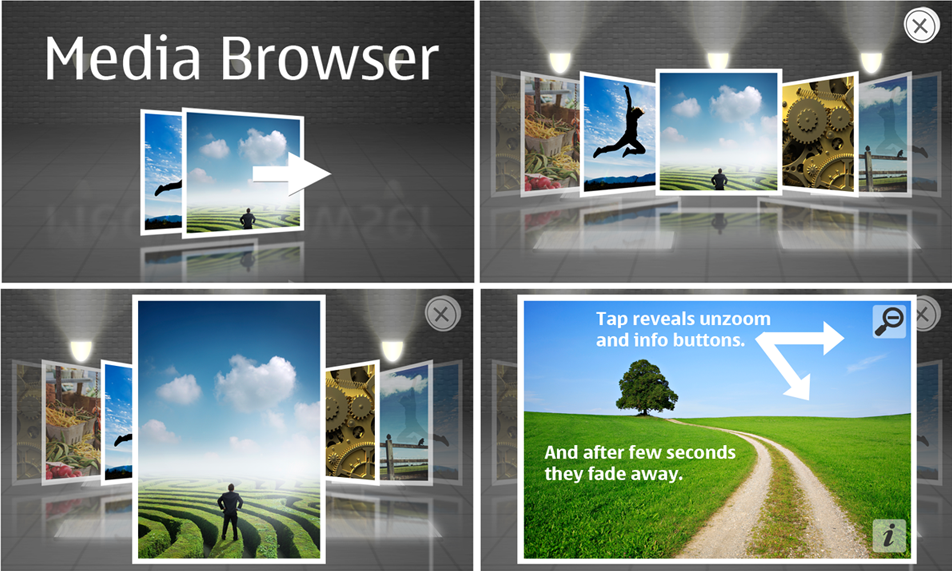 Media Browser
Tap reveals unzoom
and info buttons.
And after few seconds
they fade away.
i